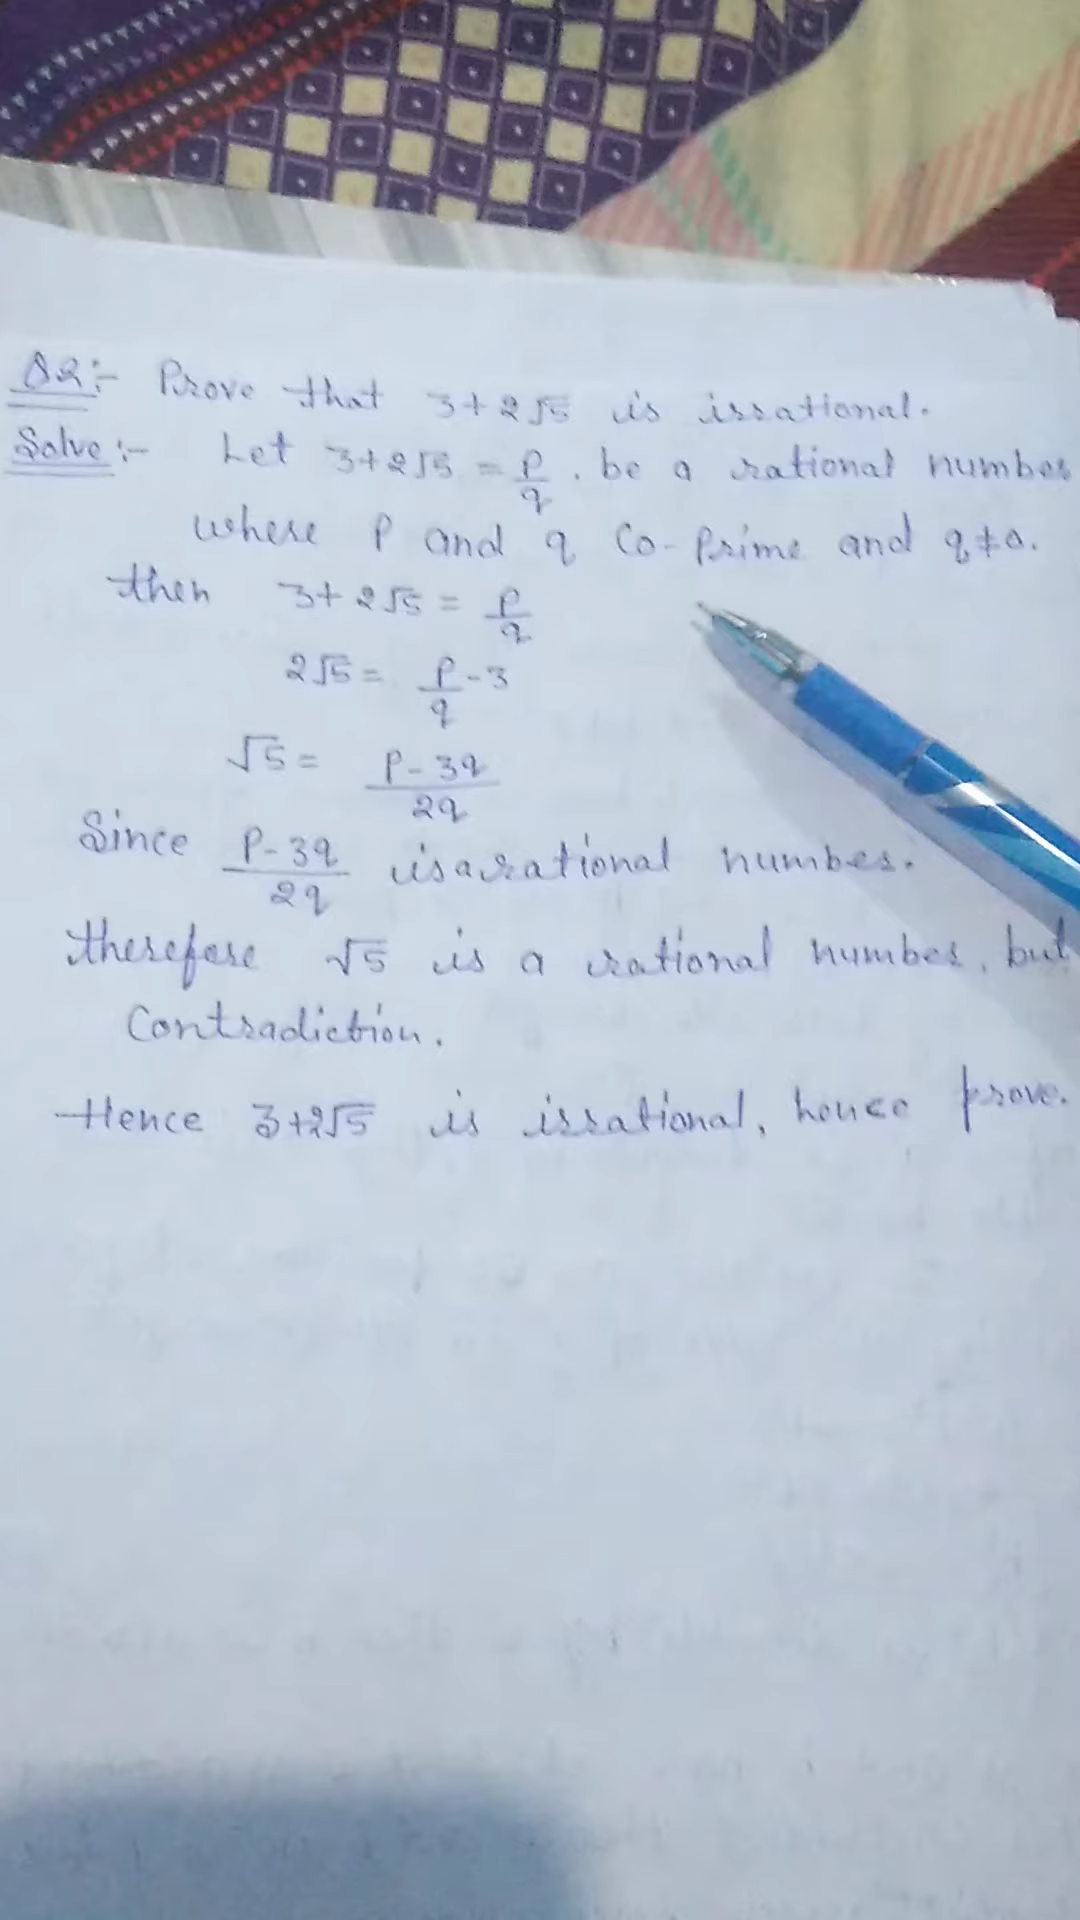 Q2:- Prove that 3+2√5 is irrational.
Solve:- Let 3+2√5 = p/q . be a rational number
where p and q Co-prime and q≠0.
then 3+2√5 = p/q
2√5 = p/q - 3
√5 = p-3q/2q
Since p-3q/2q is a rational number.
therefore √5 is a rational number, but
Contradiction.
Hence 3+2√5 is irrational, hence prove.